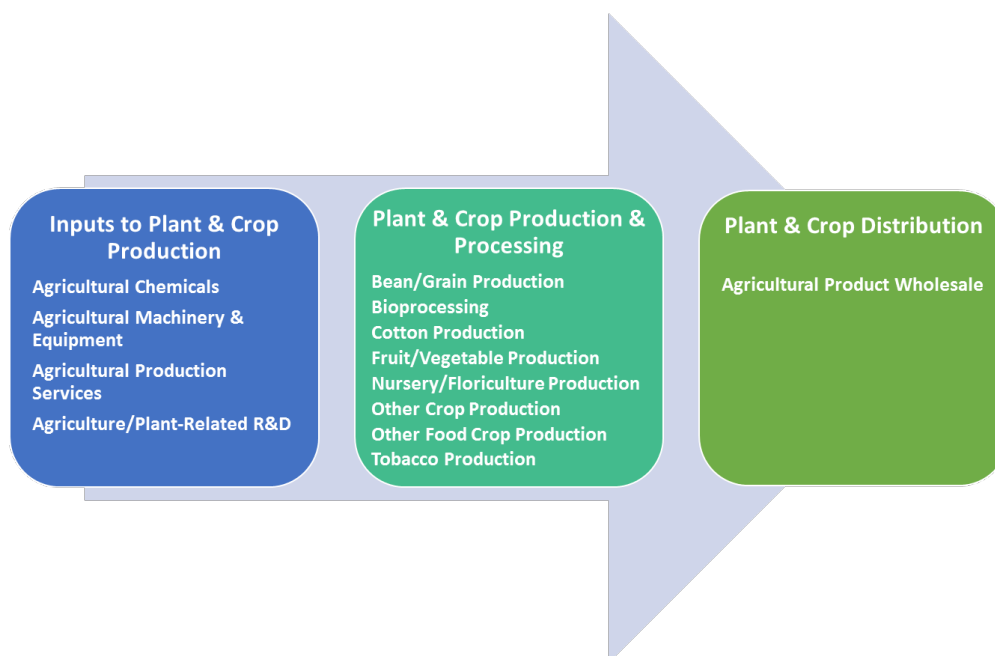 Inputs to Plant & Crop
Production
Agricultural Chemicals
Agricultural Machinery &
Equipment
Agricultural Production
Services
Agriculture/Plant-Related R&D
Plant & Crop Production &
Processing
Bean/Grain Production
Bioprocessing
Cotton Production
Fruit/Vegetable Production
Nursery/Floriculture Production
Other Crop Production
Other Food Crop Production
Tobacco Production
Plant & Crop Distribution
Agricultural Product Wholesale